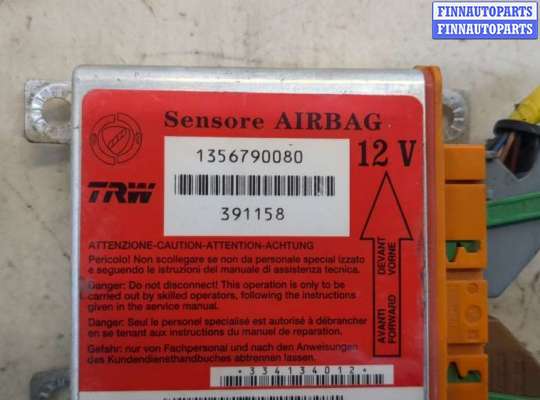 FINNAUTOPARTS
FINNAUTOPARTS
Sensore AIRBAG
1356790080
12 V
TRW
391158
DEVANT
VORNE
AVANTI
FORWARD
ATTENZIONE-CAUTION-ATTENTION-ACHTUNG
Pericolo! Non scollegare se non da personale special izzato
e seguendo le istruzioni del manuale di assistenza tecnica.
Danger: Do not disconnect! This operation is only to be
carried out by skilled operators, following the instructions
given in the service manual.
Danger: Seul le personel specialisé est autorisé à débrancher
en se tenant aux instructions du manuel de reparation.
Gefahr: nur von Fachpersonal und nach den Anweisungen
des Kundendiensthandbuches abtrennen lassen.
*334134012*